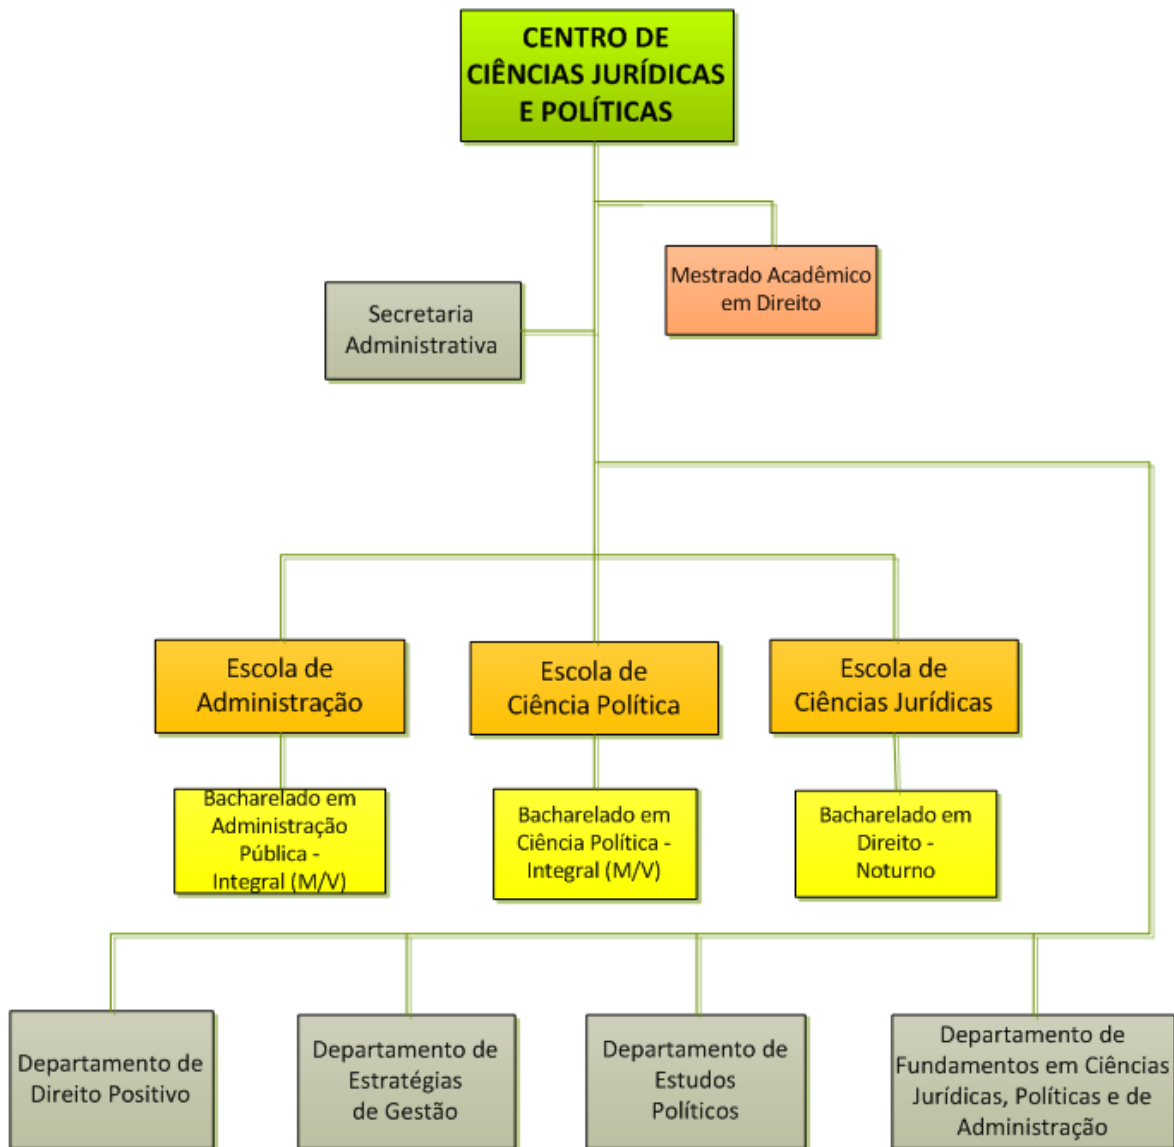 CENTRO DE
CIÊNCIAS JURÍDICAS
E POLÍTICAS
Mestrado Acadêmico
em Direito
Secretaria
Administrativa
Escola de
Administração
Escola de
Ciência Política
Escola de
Ciências Jurídicas
Bacharelado em
Administração
Pública -
Integral (M/V)
Bacharelado em
Ciência Política -
Integral (M/V)
Bacharelado em
Direito -
Noturno
Departamento de
Direito Positivo
Departamento de
Estratégias
de Gestão
Departamento de
Estudos
Políticos
Departamento de
Fundamentos em Ciências
Jurídicas, Políticas e de
Administração